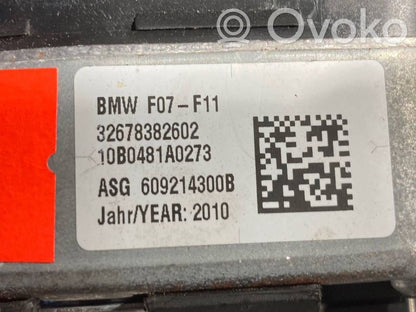 Ovoko
BMW F07-F11
32678382602
10B0481A0273
ASG 609214300B
Jahr/YEAR: 2010